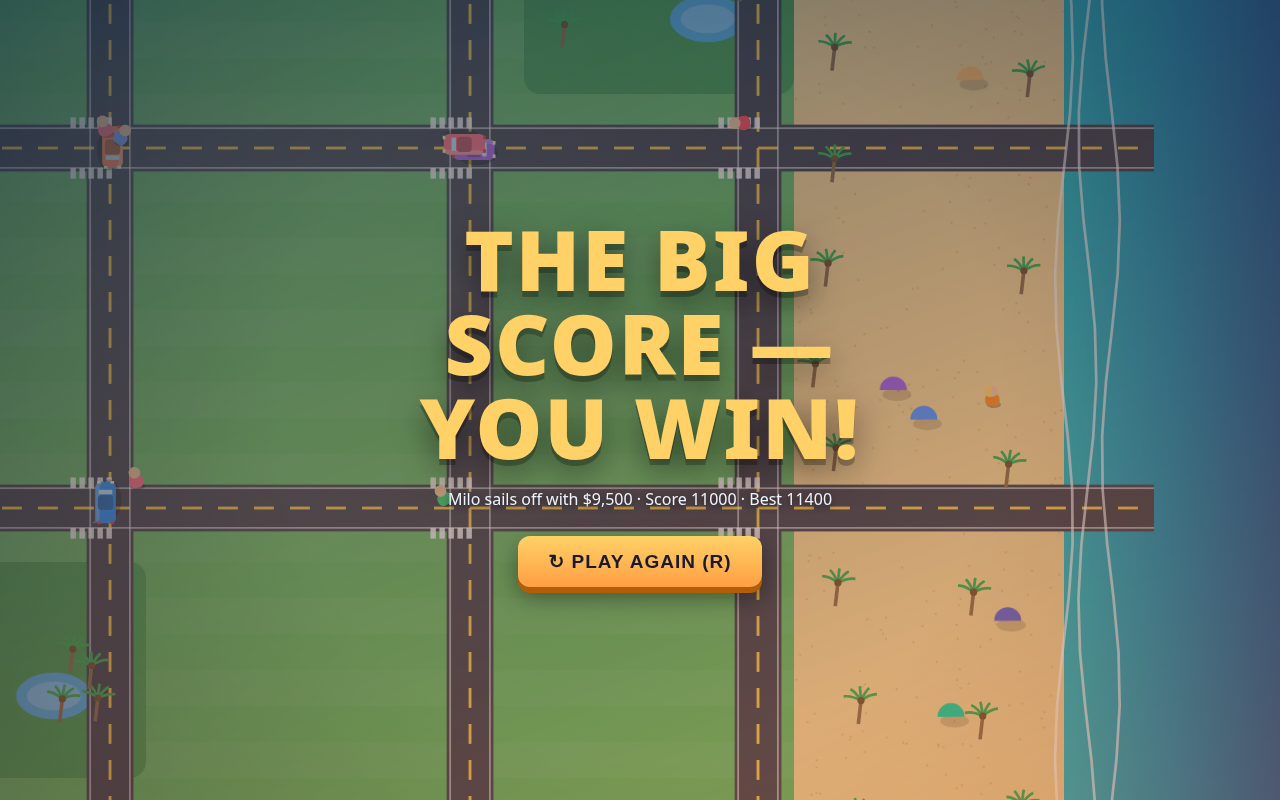 THE BIG
SCORE —
YOU WIN!
Milo sails off with $9,500 · Score 11000 · Best 11400
↻ PLAY AGAIN (R)